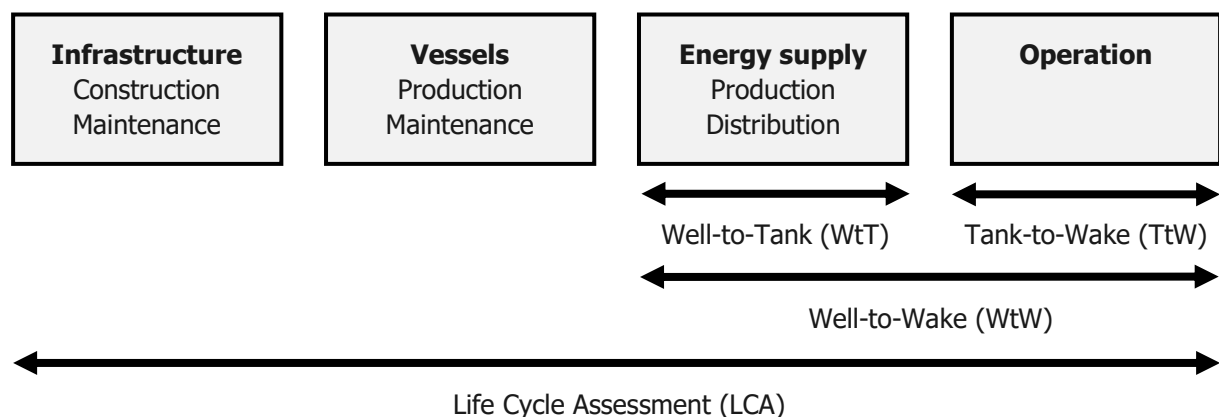 Infrastructure
Construction
Maintenance
Vessels
Production
Maintenance
Energy supply
Production
Distribution
Operation
Well-to-Tank (WtT)
Tank-to-Wake (TtW)
Well-to-Wake (WtW)
Life Cycle Assessment (LCA)